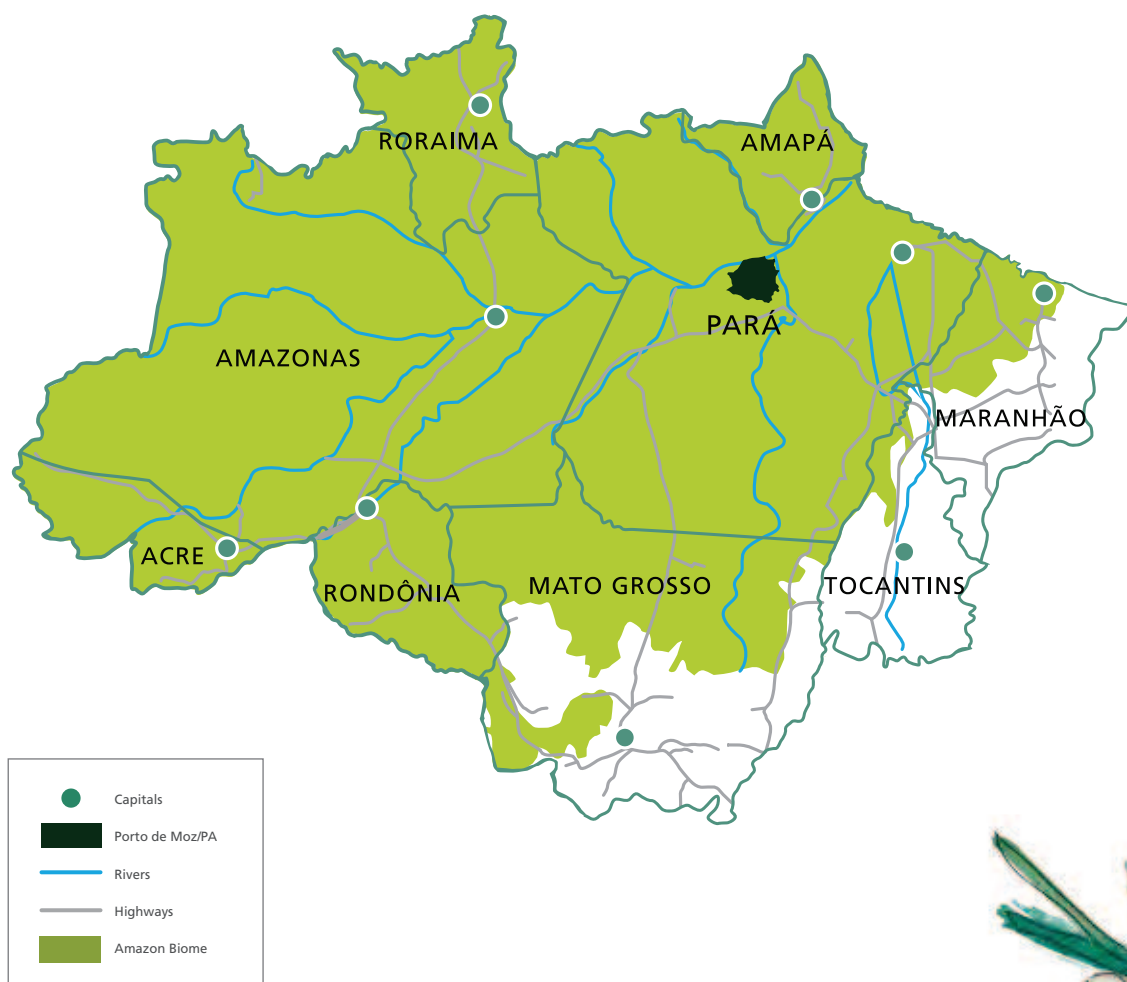 RORAIMA
AMAPÁ
PARÁ
AMAZONAS
MARANHÃO
ACRE
RONDÔNIA
MATO GROSSO
TOCANTINS
Capitals
Porto de Moz/PA
Rivers
Highways
Amazon Biome